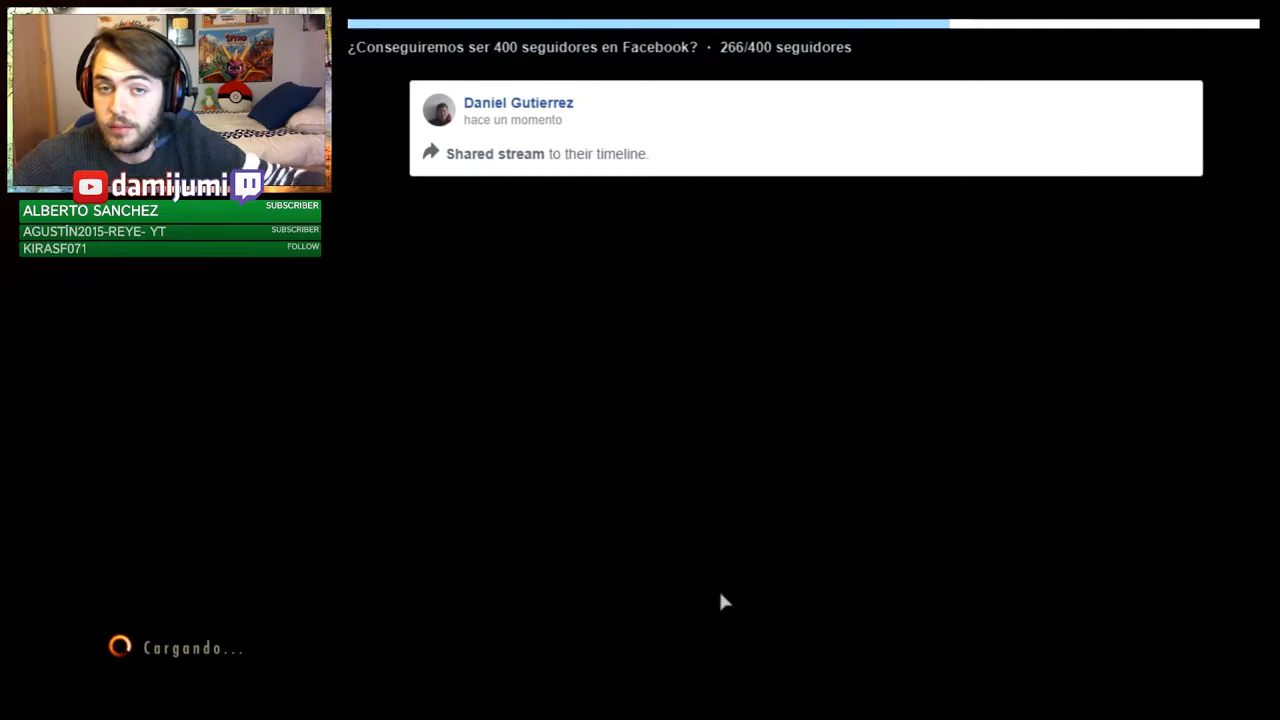 ¿Conseguiremos ser 400 seguidores en Facebook? · 266/400 seguidores
Daniel Gutierrez
hace un momento
Shared stream to their timeline.
damijumi
ALBERTO SANCHEZ SUBSCRIBER
AGUSTÍN2015-REYE- YT SUBSCRIBER
KIRASF071 FOLLOW
Cargando...